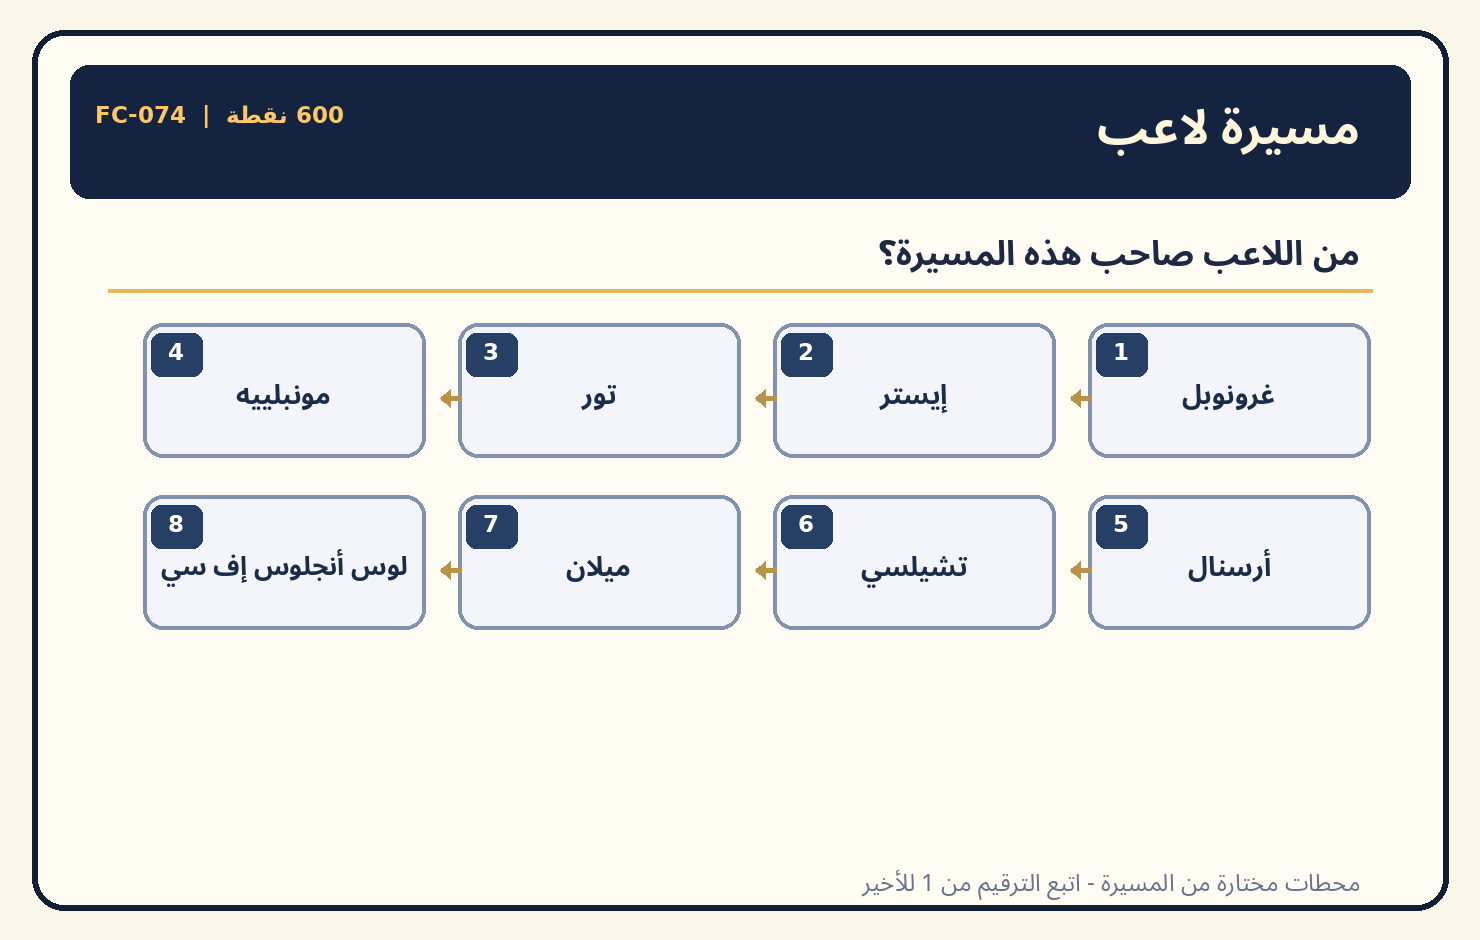 مسيرة لاعب
600 نقطة | FC-074
من اللاعب صاحب هذه المسيرة؟
1
غرونوبل
2
إيستر
3
تور
4
مونبلييه
5
أرسنال
6
تشيلسي
7
ميلان
8
لوس أنجلوس إف سي
محطات مختارة من المسيرة - اتبع الترقيم من 1 للأخير